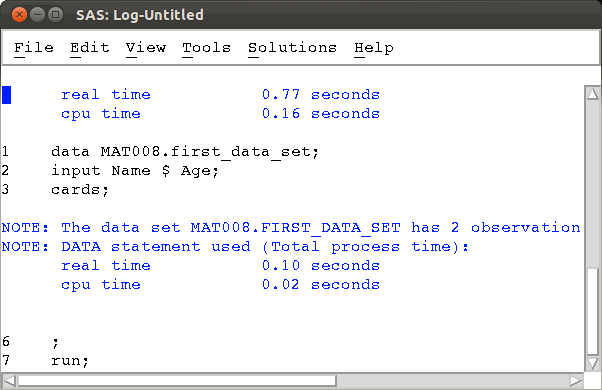 SAS: Log-Untitled
File Edit View Tools Solutions Help
real time 0.77 seconds
cpu time 0.16 seconds
1 data MAT008.first_data_set;
2 input Name $ Age;
3 cards;
NOTE: The data set MAT008.FIRST_DATA_SET has 2 observation
NOTE: DATA statement used (Total process time):
real time 0.10 seconds
cpu time 0.02 seconds
6 ;
7 run;